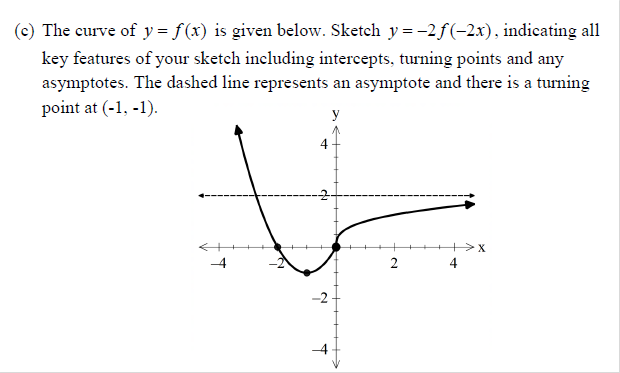 (c) The curve of y = f(x) is given below. Sketch y = −2f(−2x), indicating all
key features of your sketch including intercepts, turning points and any
asymptotes. The dashed line represents an asymptote and there is a turning
point at (-1, -1).
y
4
2
x
−4
−2
2
4
−2
−4